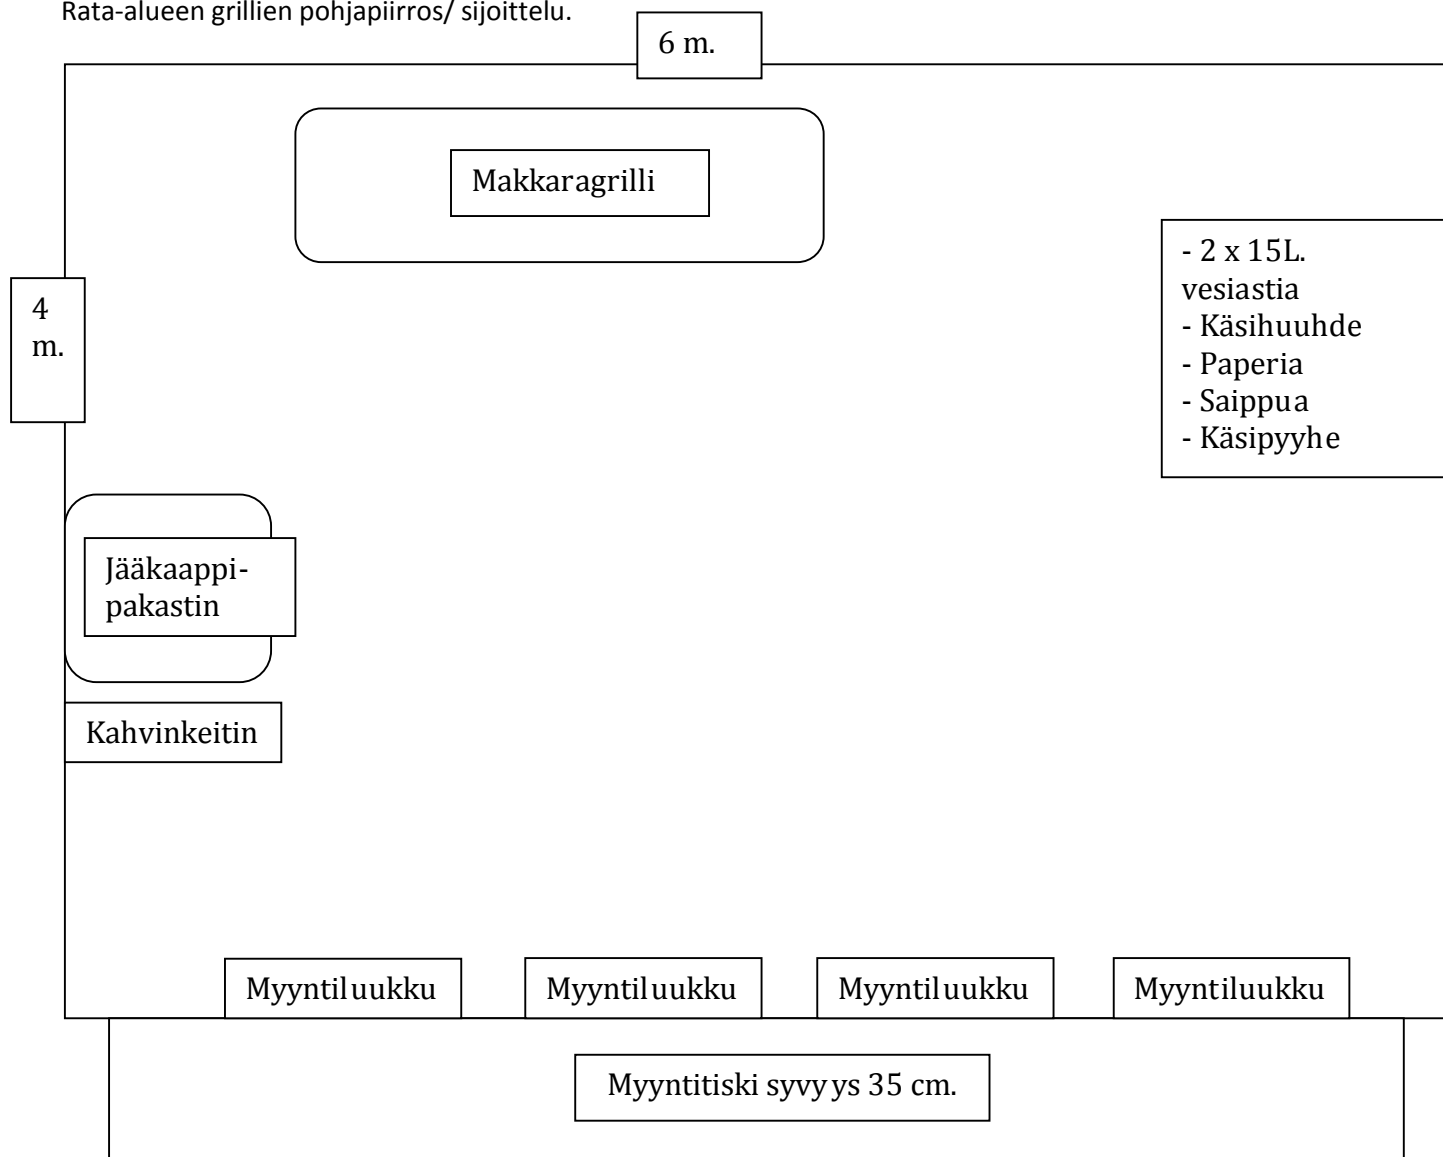 Rata-alueen grillien pohjapiirros/ sijoittelu.
6 m.
Makkaragrilli
- 2 x 15L.
vesiastia
- Käsihuuhde
- Paperia
- Saippua
- Käsipyyhe
4
m.
Jääkaappi-
pakastin
Kahvinkeitin
Myyntiluukku
Myyntiluukku
Myyntiluukku
Myyntiluukku
Myyntitiski syvyys 35 cm.